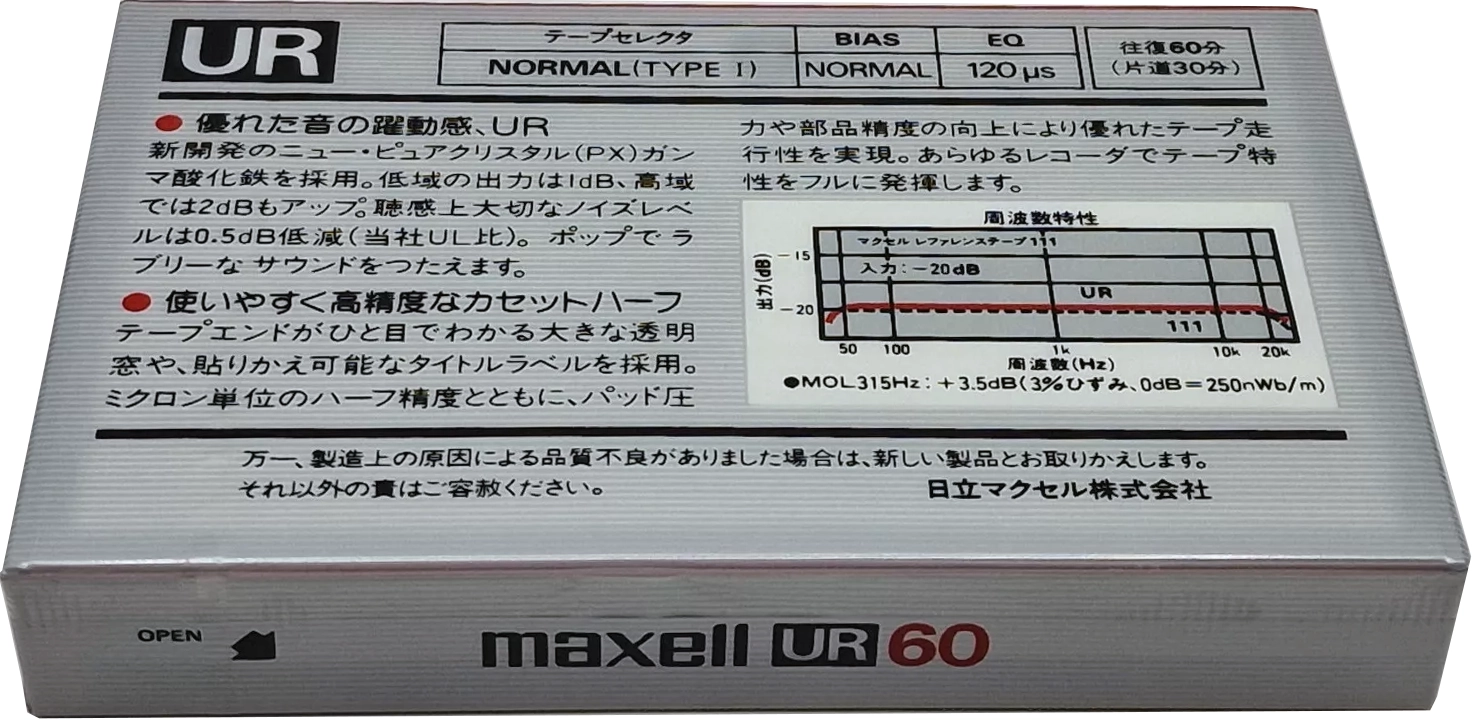 UR
テープセレクタ BIAS EQ
NORMAL(TYPE I) NORMAL 120μs
往復60分
(片道30分)
●優れた音の躍動感、UR
新開発のニュー・ピュアクリスタル(PX)ガン
マ酸化鉄を採用。低域の出力は1dB、高域
では2dBもアップ。聴感上大切なノイズレベ
ルは0.5dB低減(当社UL比)。ポップでラ
ブリーなサウンドをつたえます。
●使いやすく高精度なカセットハーフ
テープエンドがひと目でわかる大きな透明
窓や、貼りかえ可能なタイトルラベルを採用。
ミクロン単位のハーフ精度とともに、パッド圧
力や部品精度の向上により優れたテープ走
行性を実現。あらゆるレコーダでテープ特
性をフルに発揮します。
周波数特性
マクセル レファレンステープ111
入力:-20dB
出力(dB)
-15
-20
UR
111
50 100 1k 10k 20k
周波数(Hz)
●MOL315Hz:+3.5dB(3%ひずみ、0dB=250nWb/m)
万一、製造上の原因による品質不良がありました場合は、新しい製品とお取りかえします。
それ以外の責はご容赦ください。
日立マクセル株式会社
OPEN
maxell UR 60